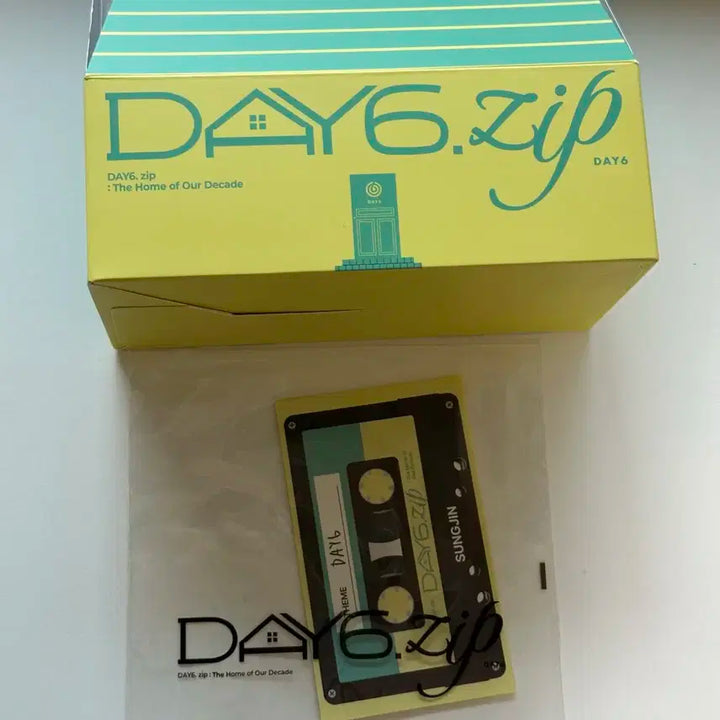 DAY6.zip
DAY6
DAY6. zip
: The Home of Our Decade
DAY6
DAY6
DAY6.zip
SUNGJIN
DAY6.zip
DAY6. zip : The Home of Our Decade